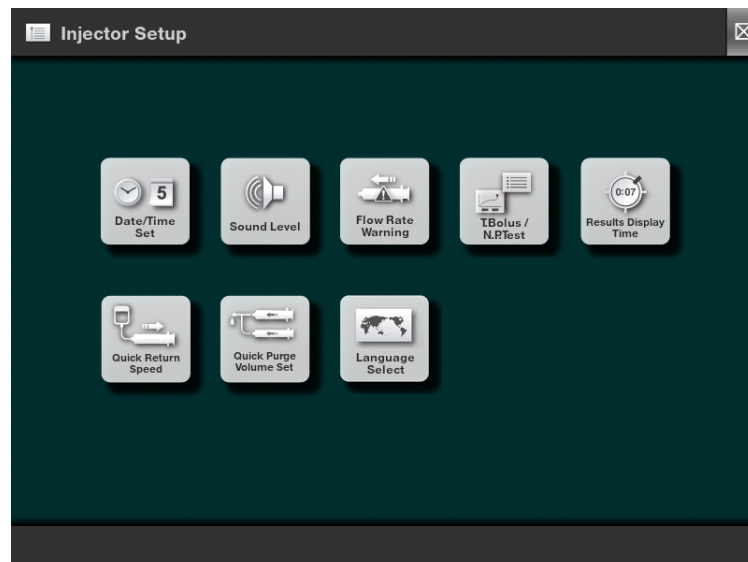 Injector Setup
5
Date/Time
Set
Sound Level
Flow Rate
Warning
T.Bolus /
N.P.Test
0:07
Results Display
Time
Quick Return
Speed
Quick Purge
Volume Set
Language
Select